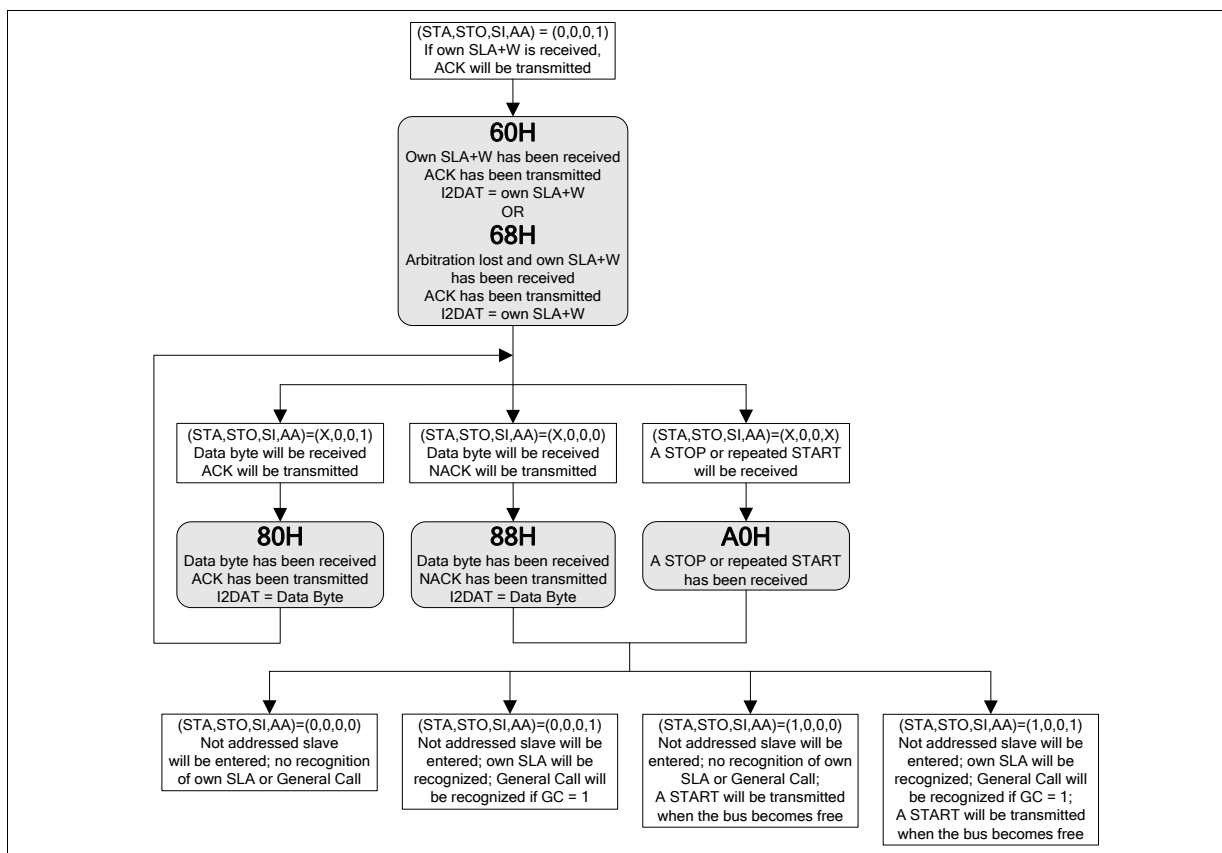 (STA,STO,SI,AA) = (0,0,0,1)
If own SLA+W is received,
ACK will be transmitted
60H
Own SLA+W has been received
ACK has been transmitted
I2DAT = own SLA+W
OR
68H
Arbitration lost and own SLA+W
has been received
ACK has been transmitted
I2DAT = own SLA+W
(STA,STO,SI,AA)=(X,0,0,1)
Data byte will be received
ACK will be transmitted
(STA,STO,SI,AA)=(X,0,0,0)
Data byte will be received
NACK will be transmitted
(STA,STO,SI,AA)=(X,0,0,X)
A STOP or repeated START
will be received
80H
Data byte has been received
ACK has been transmitted
I2DAT = Data Byte
88H
Data byte has been received
NACK has been transmitted
I2DAT = Data Byte
A0H
A STOP or repeated START
has been received
(STA,STO,SI,AA)=(0,0,0,0)
Not addressed slave
will be entered; no recognition
of own SLA or General Call
(STA,STO,SI,AA)=(0,0,0,1)
Not addressed slave will be
entered; own SLA will be
recognized; General Call will
be recognized if GC = 1
(STA,STO,SI,AA)=(1,0,0,0)
Not addressed slave will be
entered; no recognition of own
SLA or General Call;
A START will be transmitted
when the bus becomes free
(STA,STO,SI,AA)=(1,0,0,1)
Not addressed slave will be
entered; own SLA will be
recognized; General Call will
be recognized if GC = 1;
A START will be transmitted
when the bus becomes free